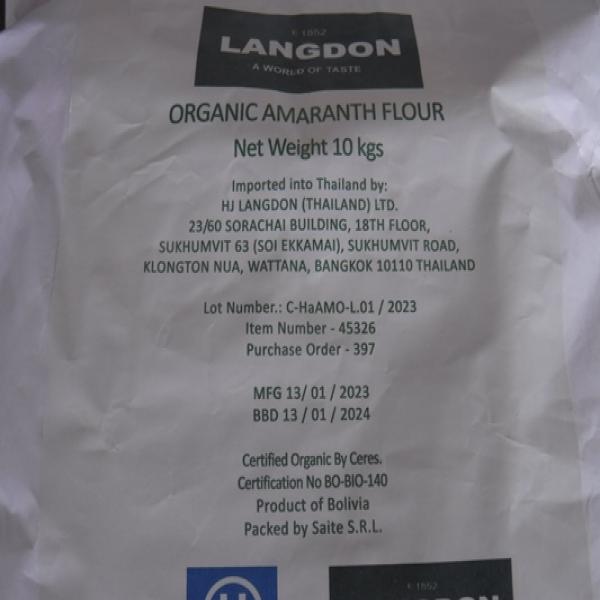 E 1852
LANGDON
A WORLD OF TASTE
ORGANIC AMARANTH FLOUR
Net Weight 10 kgs
Imported into Thailand by:
HJ LANGDON (THAILAND) LTD.
23/60 SORACHAI BUILDING, 18TH FLOOR,
SUKHUMVIT 63 (SOI EKKAMAI), SUKHUMVIT ROAD,
KLONGTON NUA, WATTANA, BANGKOK 10110 THAILAND
Lot Number.: C-HaAMO-L.01 / 2023
Item Number - 45326
Purchase Order - 397
MFG 13/ 01 / 2023
BBD 13 / 01 / 2024
Certified Organic By Ceres.
Certification No BO-BIO-140
Product of Bolivia
Packed by Saite S.R.L.
E 1852
LANGDON